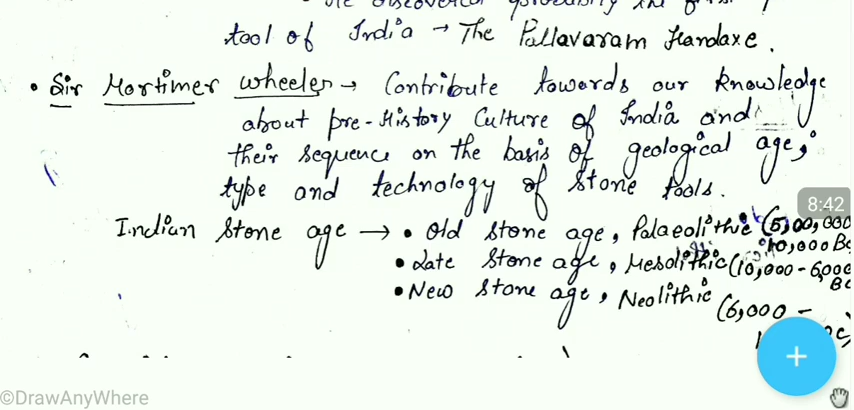 tool of India → The Pallavaram Handaxe.
• Sir Mortimer wheeler → Contribute towards our knowledge
about pre-History Culture of India and
their sequence on the basis of geological age,
type and technology of stone tools.
8:42
Indian stone age → • Old stone age, Palaeolithic (5,00,000
10,000 BC
• Late stone age, Mesolithic (10,000 - 6,000
BC
• New stone age, Neolithic (6,000 -
+
©DrawAnyWhere